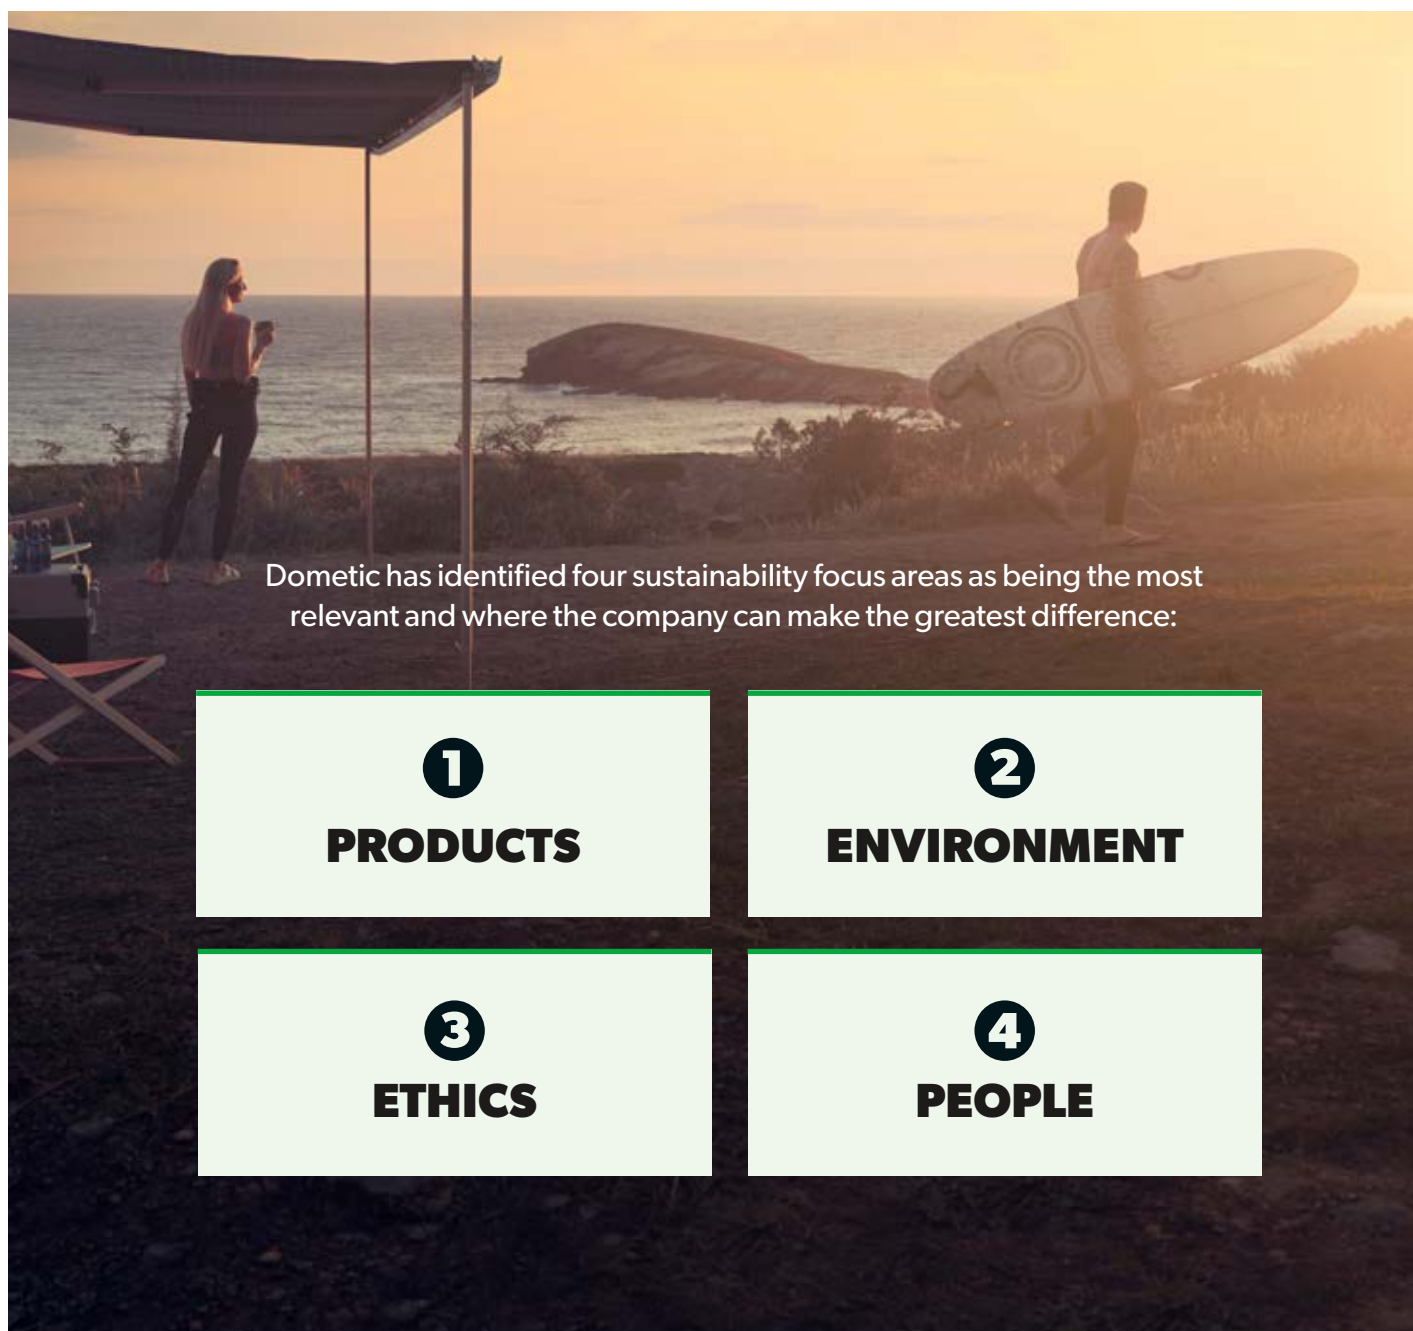 Dometic has identified four sustainability focus areas as being the most
relevant and where the company can make the greatest difference:
1
PRODUCTS
2
ENVIRONMENT
3
ETHICS
4
PEOPLE